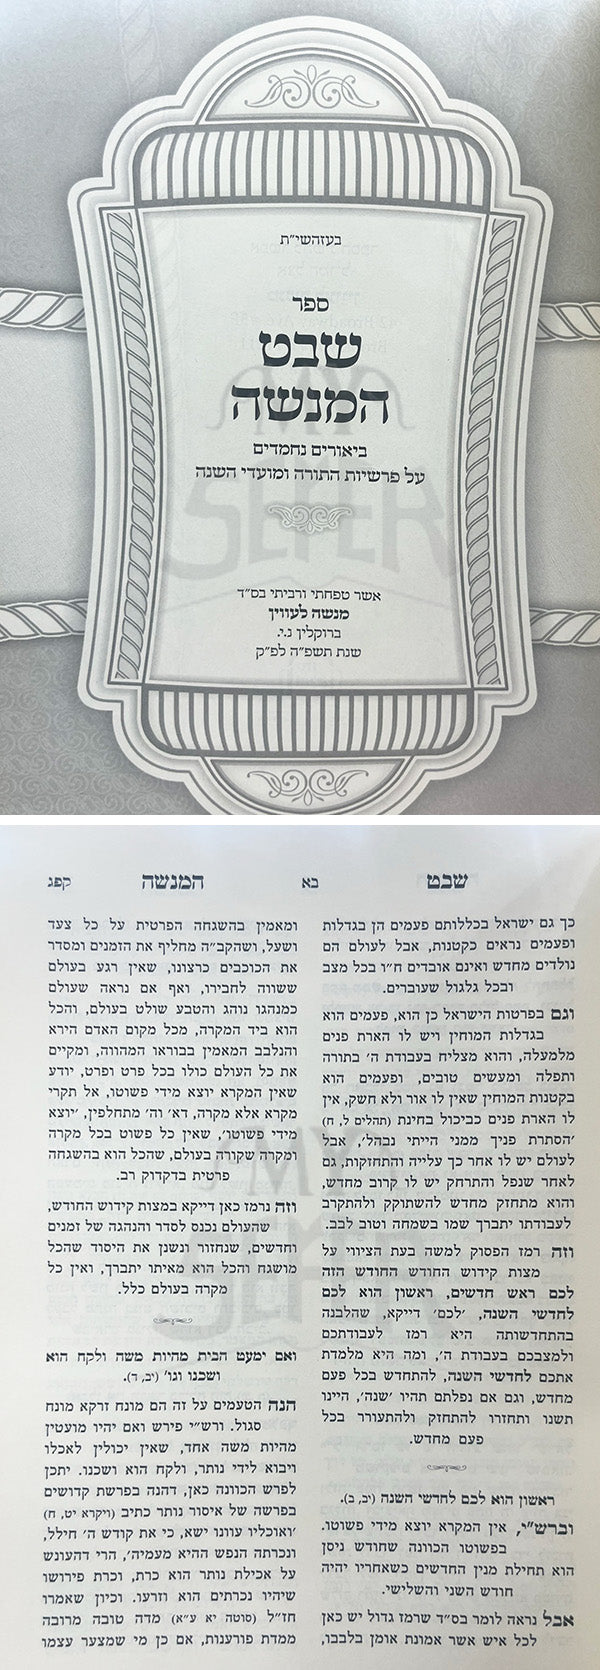 בעזהשי״ת
ספר
שבט
המנשה
ביאורים נחמדים
על פרשיות התורה ומועדי השנה
MY
SEFER
אשר טפחתי ורביתי בס״ד
מנשה לעווין
ברוקלין נ.י.
שנת תשפ״ה לפ״ק
שבט בא המנשה קפג
כך גם ישראל בכללותם פעמים הן בגדלות
ופעמים נראים כקטנות, אבל לעולם הם
נולדים מחדש ואינם אובדים ח״ו בכל מצב
ובכל גלגול שעוברים.
וגם בפרטות הישראל כן הוא, פעמים הוא
בגדלות המוחין ויש לו הארת פנים
מלמעלה, והוא מצליח בעבודת ה׳ בתורה
ותפלה ומעשים טובים, ופעמים הוא
בקטנות המוחין שאין לו אור ולא חשק, אין
לו הארת פנים כביכול בחינת (תהלים ל, ח)
׳הסתרת פניך ממני הייתי נבהל׳, אבל
לעולם יש לו אחר כך עלייה והתחזקות, גם
לאחר שנפל והתרחק יש לו קרוב מחדש,
והוא מתחזק מחדש להשתוקק ולהתקרב
לעבודתו יתברך שמו בשמחה וטוב לבב.
וזה רמז הפסוק למשה בעת הציווי על
מצות קידוש החודש החודש הזה
לכם ראש חדשים, ראשון הוא לכם
לחדשי השנה, ׳לכם׳ דייקא, שהלבנה
בהתחדשותה היא רמז לעבודתכם
ולמצבכם בעבודת ה׳, ומה היא מלמדת
אתכם לחדשי השנה, להתחדש בכל פעם
מחדש, וגם אם נפלתם תהיו ׳שנה׳, היינו
תשנו ותחזרו להתחזק ולהתעורר בכל
פעם מחדש.
ראשון הוא לכם לחדשי השנה (יב, ב).
וברש״י, אין המקרא יוצא מידי פשוטו.
בפשוטו הכוונה שחודש ניסן
הוא תחילת מנין החדשים כשאחריו יהיה
חודש השני והשלישי.
אבל נראה לומר בס״ד שרמז גדול יש כאן
לכל איש אשר אמונת אומן בלבבו,
ומאמין בהשגחה הפרטית על כל צעד
ושעל, ושהקב״ה מחליף את הזמנים ומסדר
את הכוכבים כרצונו, שאין רגע בעולם
ששווה לחבירו, ואף אם נראה שעולם
כמנהגו נוהג והטבע שולט בעולם, והכל
הוא ביד המקרה, מכל מקום האדם הירא
והנלבב המאמין בבוראו המהווה, ומקיים
את כל העולם כולו בכל פרט ופרט, יודע
שאין המקרא יוצא מידי פשוטו, אל תקרי
מקרא אלא מקרה, דא׳ וה׳ מתחלפין, ׳יוצא
מידי פשוטו׳, שאין כל פשוט בכל מקרה
ומקרה שקורה בעולם, שהכל הוא בהשגחה
פרטית בדקדוק רב.
וזה נרמז כאן דייקא במצות קידוש החודש,
שהעולם נכנס לסדר והנהגה של זמנים
וחדשים, שנחזור ונשנן את היסוד שהכל
מושגח והכל הוא מאיתו יתברך, ואין כל
מקרה בעולם כלל.
ואם ימעט הבית מהיות משה ולקח הוא
ושכנו וגו׳ (יב, ד).
הנה הטעמים על זה הם מונח זרקא מונח
סגול. ורש״י פירש ואם יהיו מועטין
מהיות משה אחד, שאין יכולין לאכלו
ויבוא לידי נותר, ולקח הוא ושכנו. יתכן
לפרש הכוונה כאן, דהנה בפרשת קדושים
בפרשה של איסור נותר כתיב (ויקרא יט, ח)
׳ואוכליו עוונו ישא, כי את קודש ה׳ חילל,
ונכרתה הנפש ההיא מעמיה׳, הרי דהעונש
על אכילת נותר הוא כרת, וכרת פירושו
שיהיו נכרתים הוא וזרעו. וכיון שאמרו
חז״ל (סוטה יא ע״א) מדה טובה מרובה
ממדת פורענות, אם כן מי שמצער עצמו
MY
SEFER